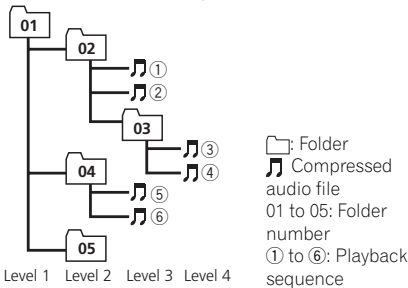 01
02
①
②
03
③
④
04
⑤
⑥
05
Level 1 Level 2 Level 3 Level 4
: Folder
Compressed
audio file
01 to 05: Folder
number
① to ⑥: Playback
sequence